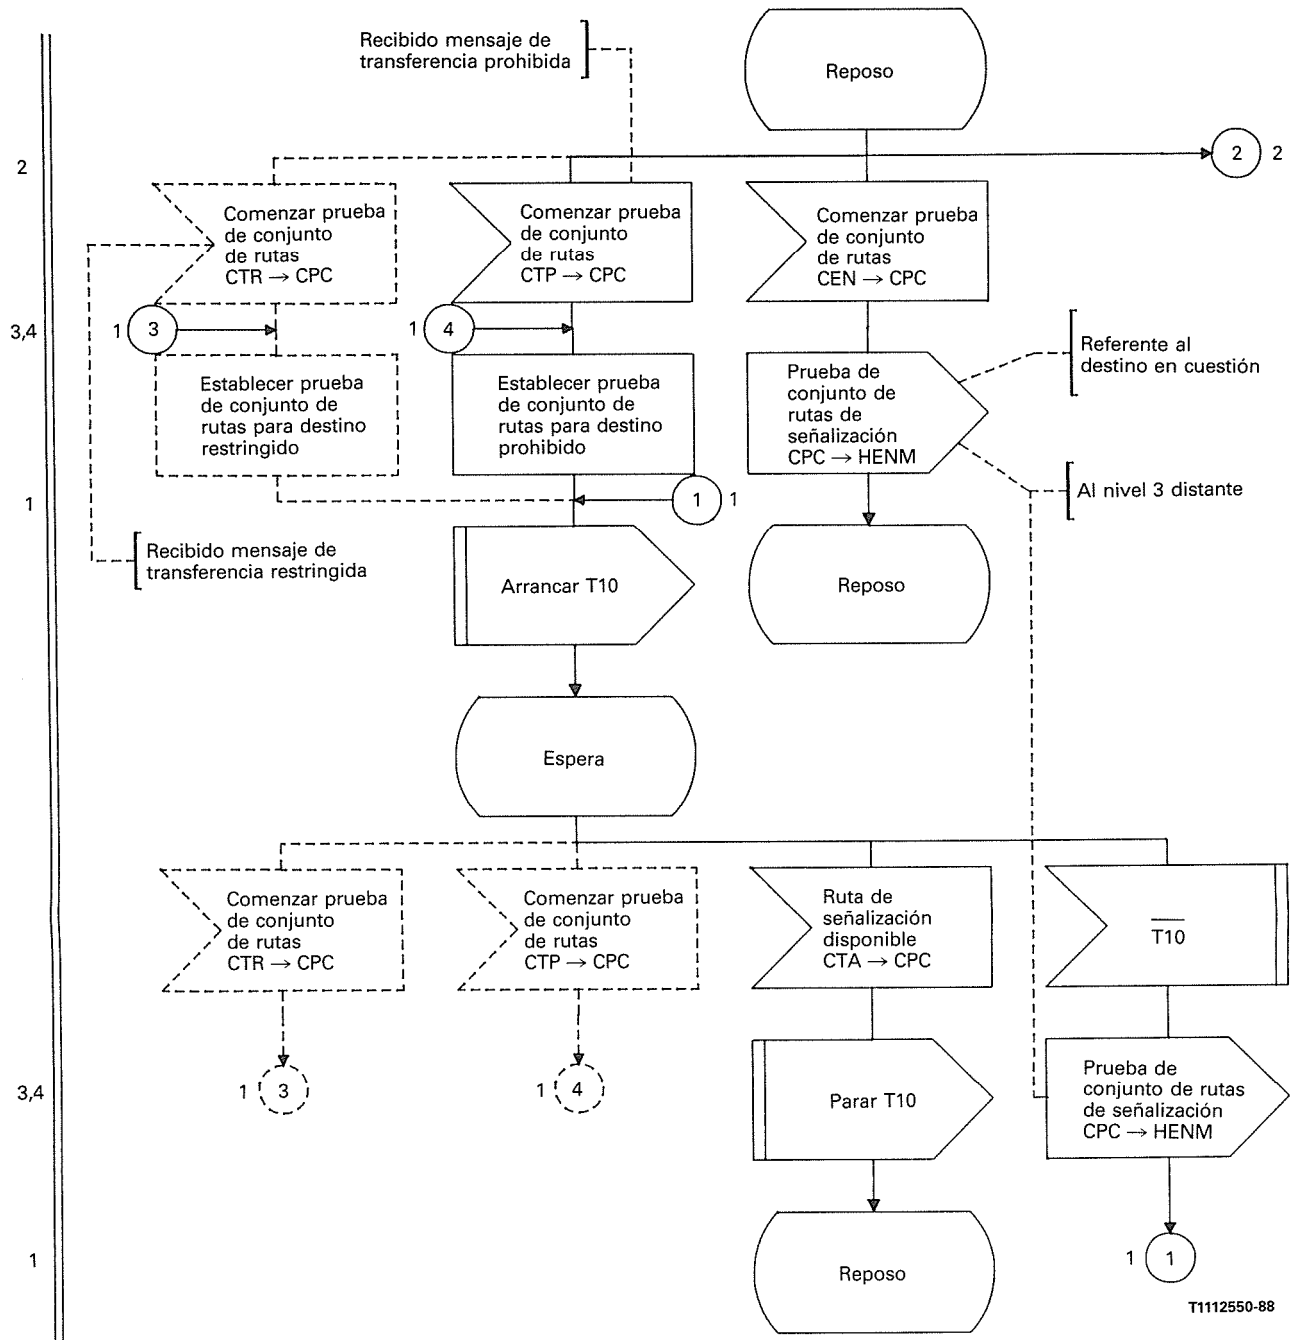 Recibido mensaje de
transferencia prohibida
Reposo
2
2
2
Comenzar prueba
de conjunto
de rutas
CTR → CPC
Comenzar prueba
de conjunto
de rutas
CTP → CPC
Comenzar prueba
de conjunto
de rutas
CEN → CPC
3,4
1
3
1
4
Referente al
destino en cuestión
Establecer prueba
de conjunto de
rutas para destino
restringido
Establecer prueba
de conjunto de
rutas para destino
prohibido
Prueba de
conjunto de
rutas de
señalización
CPC → HENM
1
1
1
Al nivel 3 distante
Recibido mensaje de
transferencia restringida
Arrancar T10
Reposo
Espera
Comenzar prueba
de conjunto
de rutas
CTR → CPC
Comenzar prueba
de conjunto
de rutas
CTP → CPC
Ruta de
señalización
disponible
CTA → CPC
T10
3,4
1
3
1
4
Parar T10
Prueba de
conjunto de rutas
de señalización
CPC → HENM
1
Reposo
1
1
T1112550-88